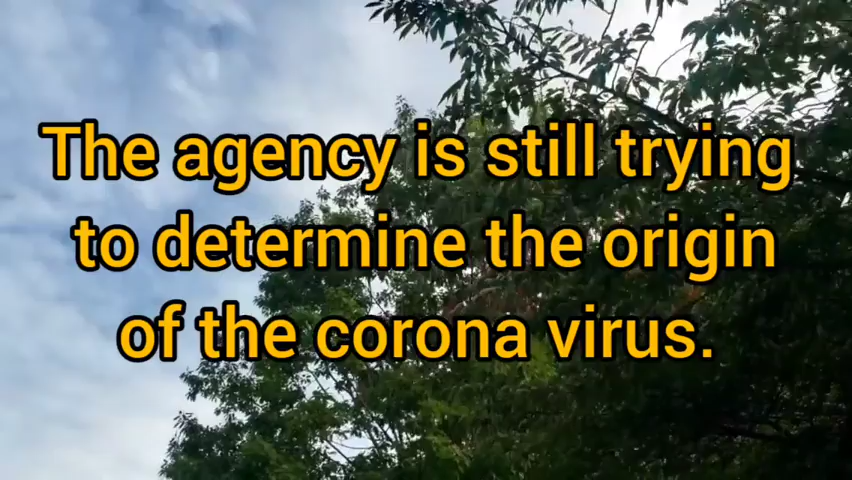 The agency is still trying
to determine the origin
of the corona virus.